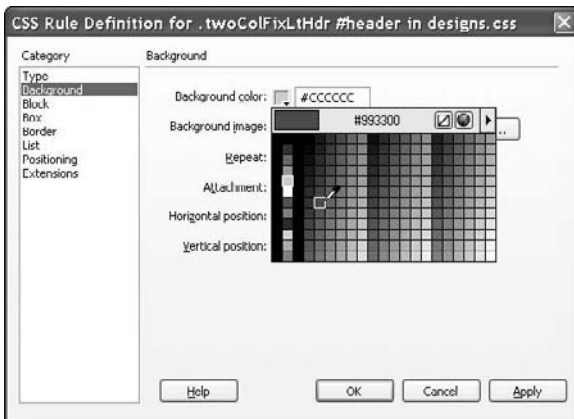 CSS Rule Definition for .twoColFixLtHdr #header in designs.css
Category
Type
Background
Block
Box
Border
List
Positioning
Extensions
Background
Background color: #CCCCCC
#993300
Background image:
Repeat:
Attachment:
Horizontal position:
Vertical position:
Help
OK
Cancel
Apply